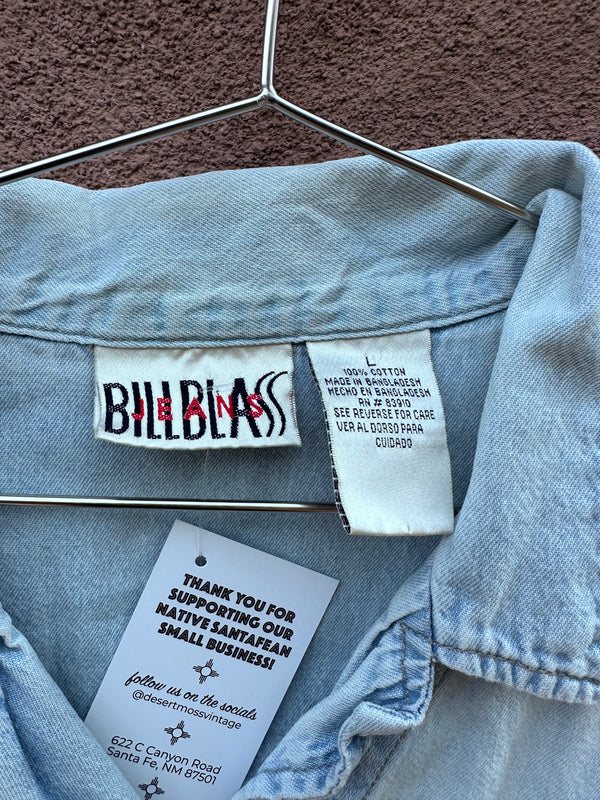 BILL BLASS
JEANS
L
100% COTTON
MADE IN BANGLADESH
HECHO EN BANGLADESH
RN # 83910
SEE REVERSE FOR CARE
VER AL DORSO PARA
CUIDADO
THANK YOU FOR
SUPPORTING OUR
NATIVE SANTAFEAN
SMALL BUSINESS!
follow us on the socials
@desertmossvintage
622 C Canyon Road
Santa Fe, NM 87501